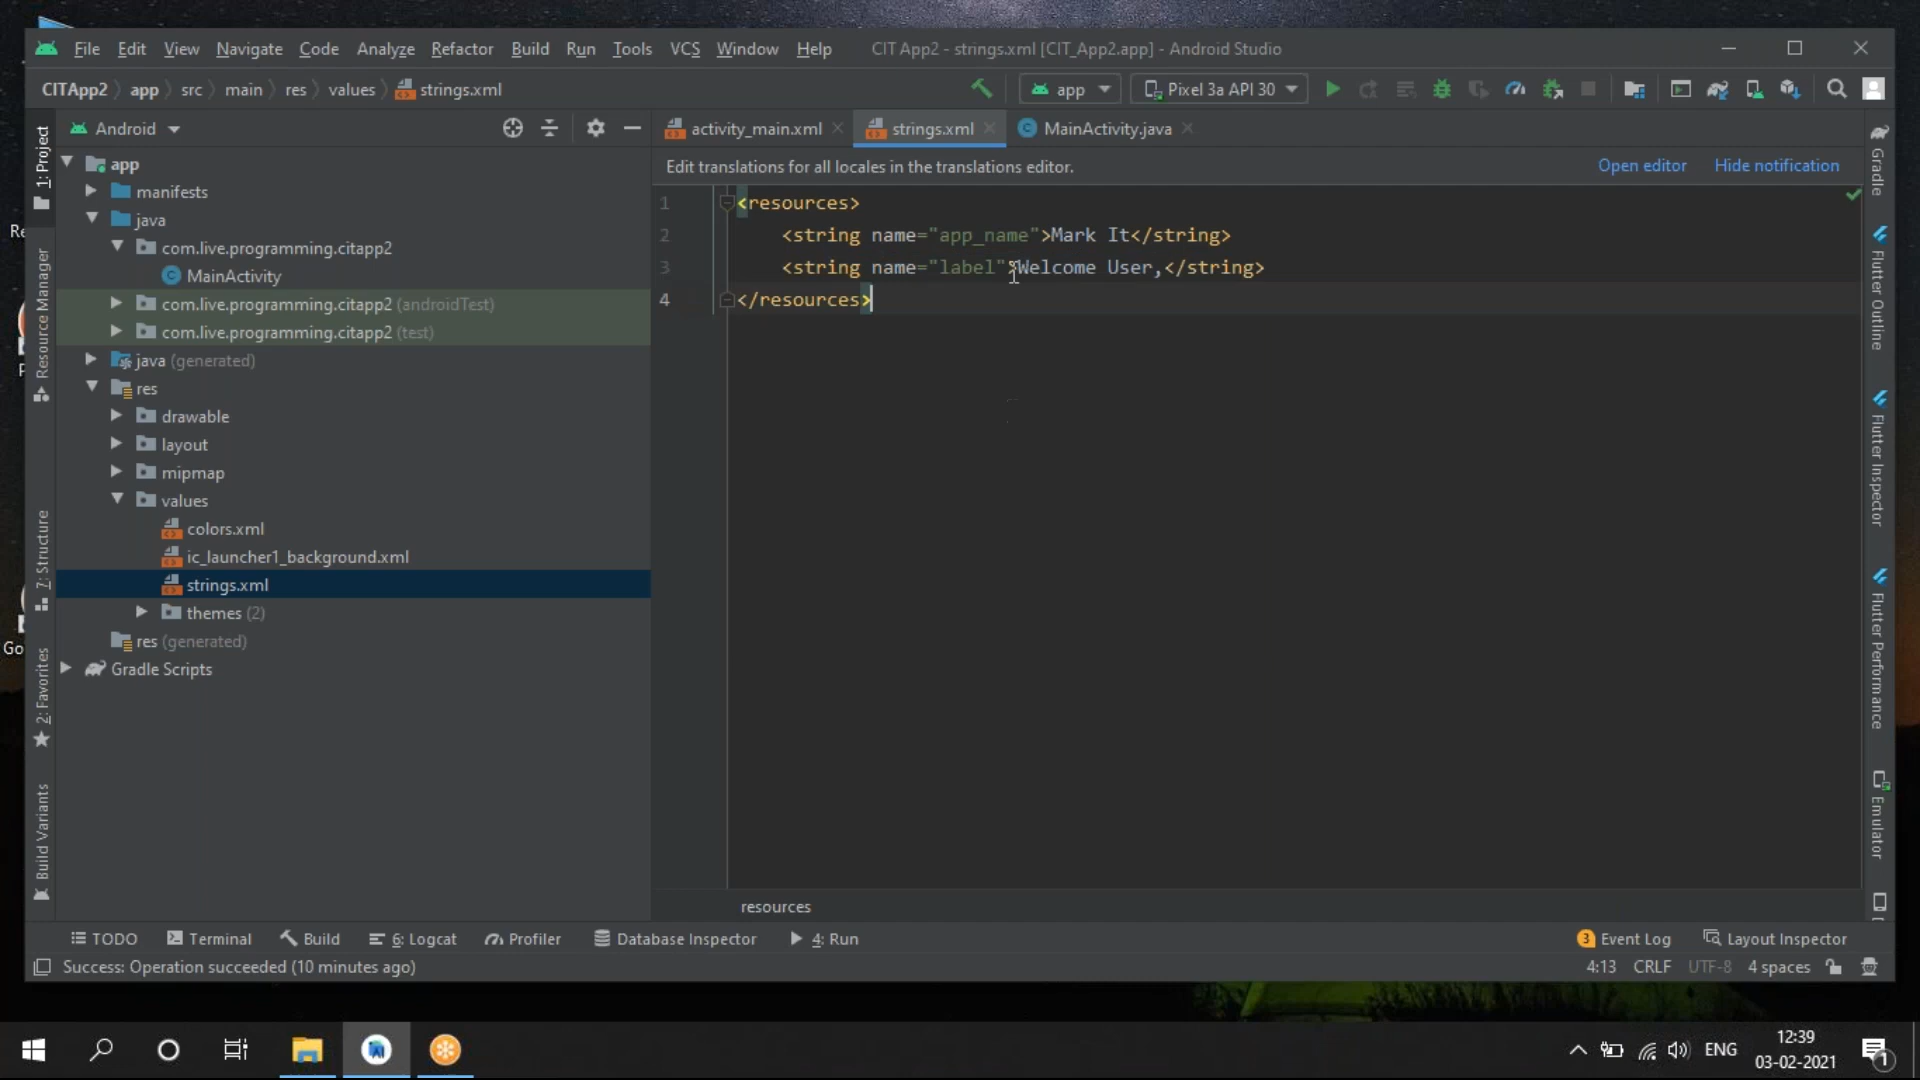 File Edit View Navigate Code Analyze Refactor Build Run Tools VCS Window Help CIT App2 - strings.xml [CIT_App2.app] - Android Studio
CITApp2 app src main res values strings.xml app Pixel 3a API 30
Android activity_main.xml strings.xml MainActivity.java
Edit translations for all locales in the translations editor. Open editor Hide notification
app
manifests
java
com.live.programming.citapp2
MainActivity
com.live.programming.citapp2 (androidTest)
com.live.programming.citapp2 (test)
java (generated)
res
drawable
layout
mipmap
values
colors.xml
ic_launcher1_background.xml
strings.xml
themes (2)
res (generated)
Gradle Scripts
1 <resources>
2 <string name="app_name">Mark It</string>
3 <string name="label">Welcome User,</string>
4 </resources>
resources
1: Project
Resource Manager
7: Structure
2: Favorites
Build Variants
Gradle
Flutter Outline
Flutter Inspector
Flutter Performance
Emulator
TODO Terminal Build 6: Logcat Profiler Database Inspector 4: Run 3 Event Log Layout Inspector
Success: Operation succeeded (10 minutes ago) 4:13 CRLF UTF-8 4 spaces
Re
Go
ENG 12:39
03-02-2021
1